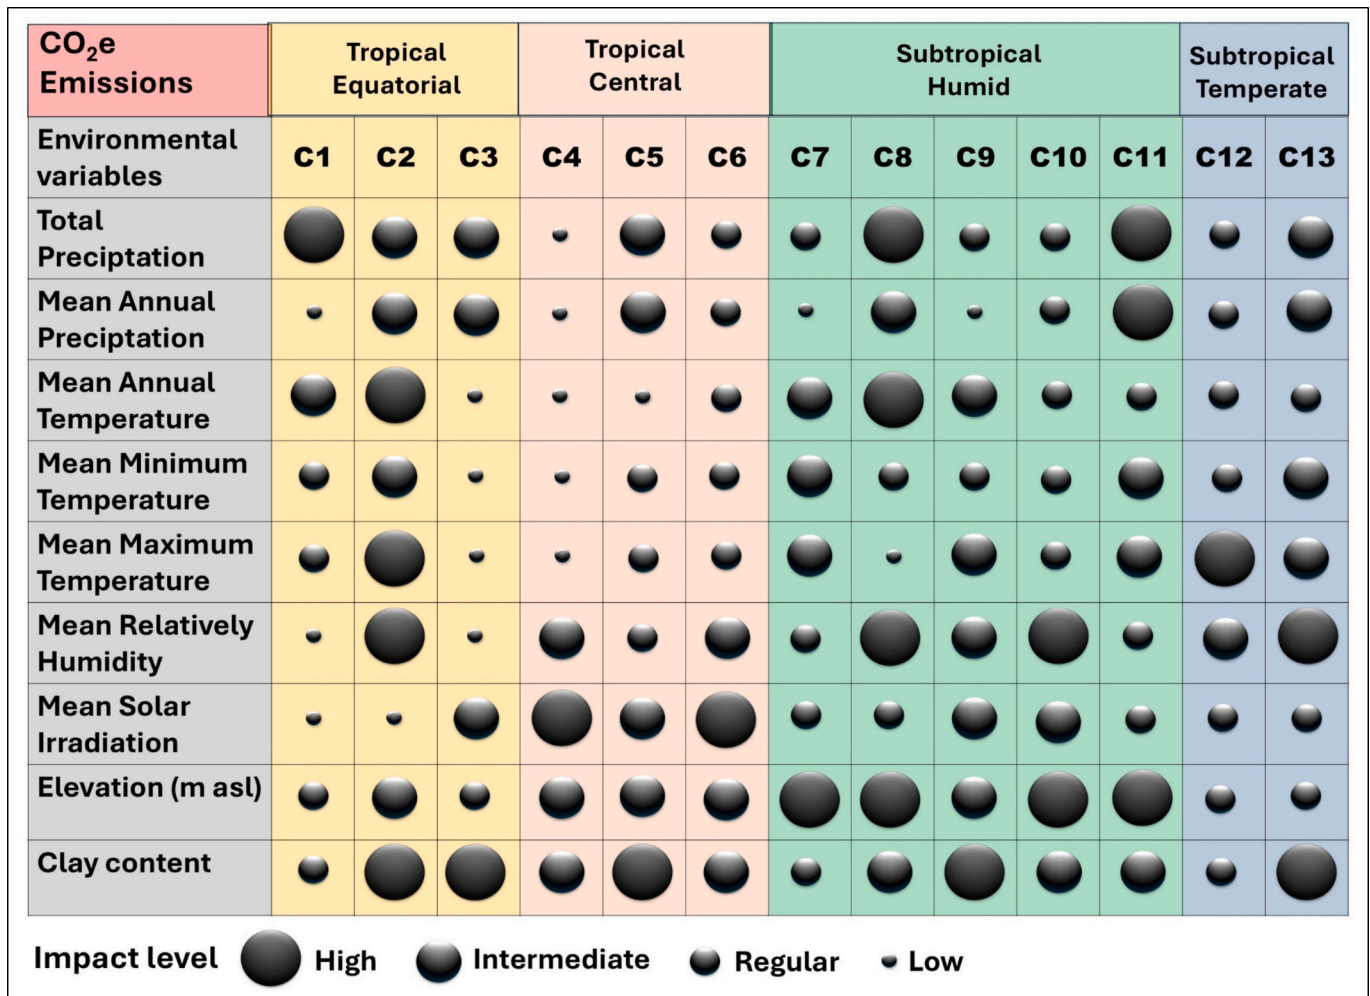 CO₂e
Emissions
Tropical
Equatorial
Tropical
Central
Subtropical
Humid
Subtropical
Temperate
Environmental
variables
C1 C2 C3 C4 C5 C6 C7 C8 C9 C10 C11 C12 C13
Total
Preciptation
Mean Annual
Preciptation
Mean Annual
Temperature
Mean Minimum
Temperature
Mean Maximum
Temperature
Mean Relatively
Humidity
Mean Solar
Irradiation
Elevation (m asl)
Clay content
Impact level High Intermediate Regular Low